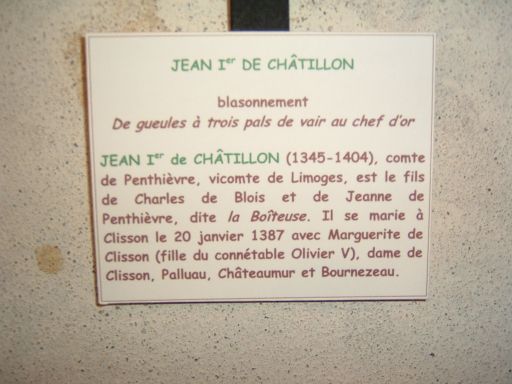 JEAN Iᵉʳ DE CHÂTILLON
blasonnement
De gueules à trois pals de vair au chef d'or
JEAN Iᵉʳ de CHÂTILLON (1345-1404), comte
de Penthièvre, vicomte de Limoges, est le fils
de Charles de Blois et de Jeanne de
Penthièvre, dite la Boîteuse. Il se marie à
Clisson le 20 janvier 1387 avec Marguerite de
Clisson (fille du connétable Olivier V), dame de
Clisson, Palluau, Châteaumur et Bournezeau.